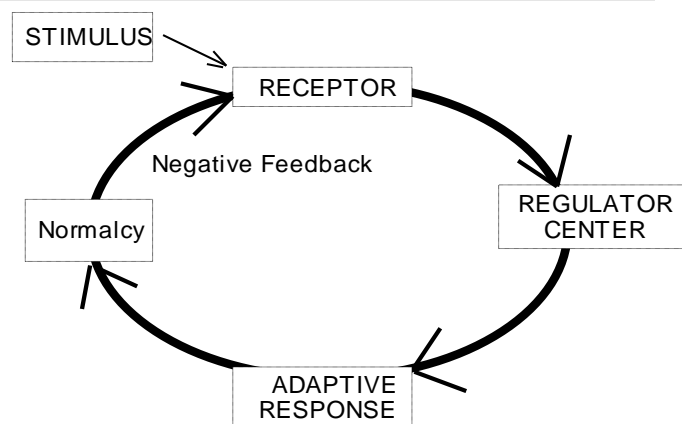 STIMULUS
RECEPTOR
Negative Feedback
REGULATOR
CENTER
Normalcy
ADAPTIVE
RESPONSE